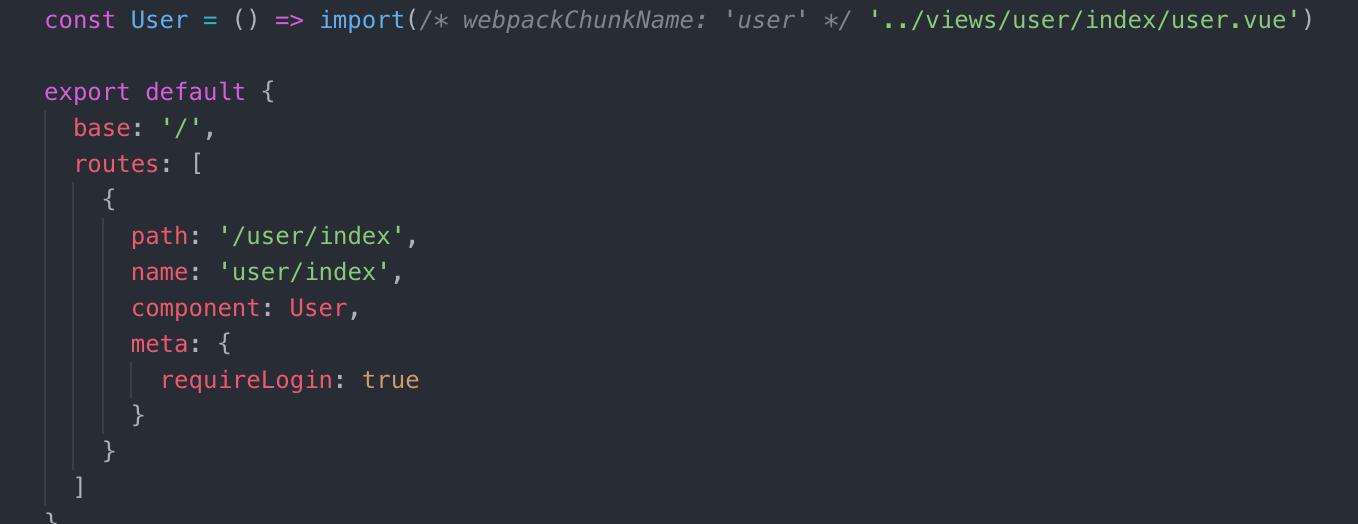 const User = () => import(/* webpackChunkName: 'user' */ '../views/user/index/user.vue')
export default {
base: '/',
routes: [
{
path: '/user/index',
name: 'user/index',
component: User,
meta: {
requireLogin: true
}
}
]
}